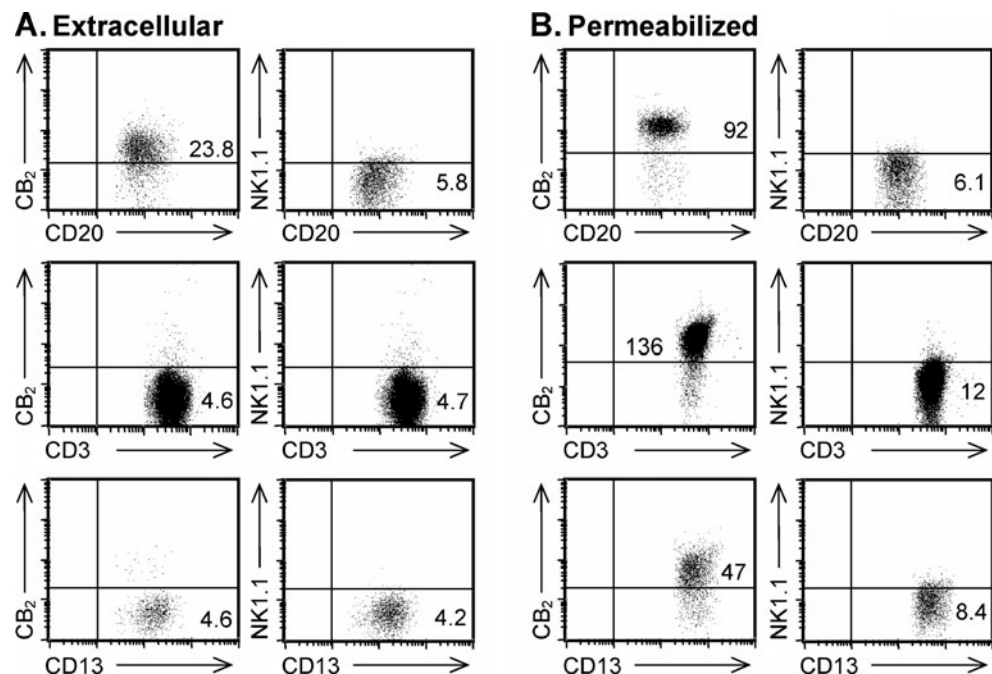 A. Extracellular
B. Permeabilized
CB₂
23.8
CD20
NK1.1
5.8
CD20
CB₂
92
CD20
NK1.1
6.1
CD20
CB₂
4.6
CD3
NK1.1
4.7
CD3
CB₂
136
CD3
NK1.1
12
CD3
CB₂
4.6
CD13
NK1.1
4.2
CD13
CB₂
47
CD13
NK1.1
8.4
CD13